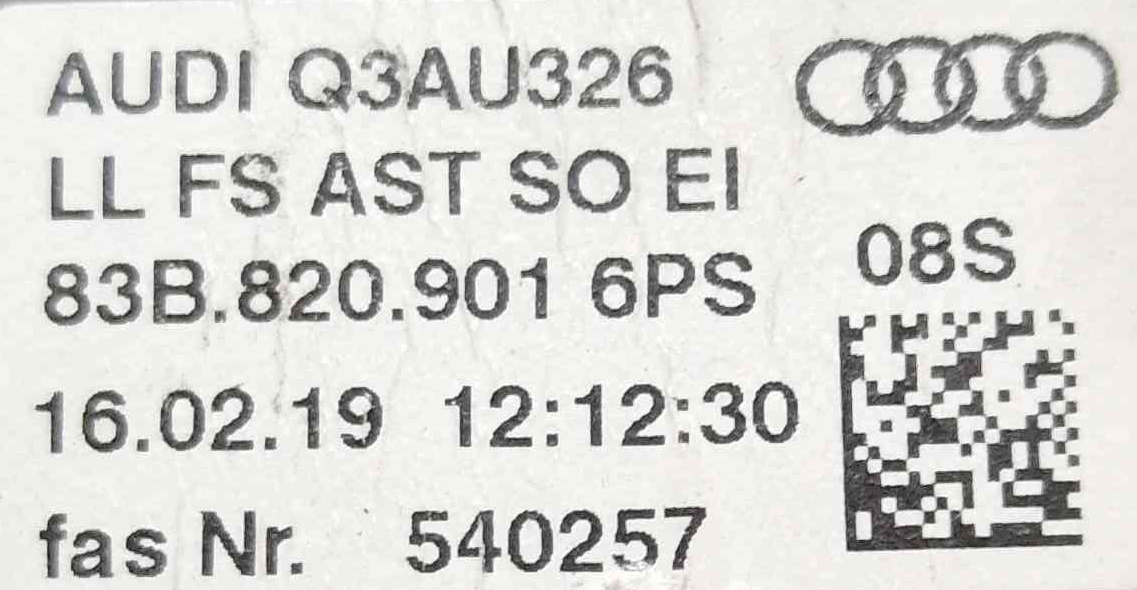 AUDI Q3AU326
LL FS AST SO EI
83B.820.901 6PS
08S
16.02.19 12:12:30
fas Nr. 540257